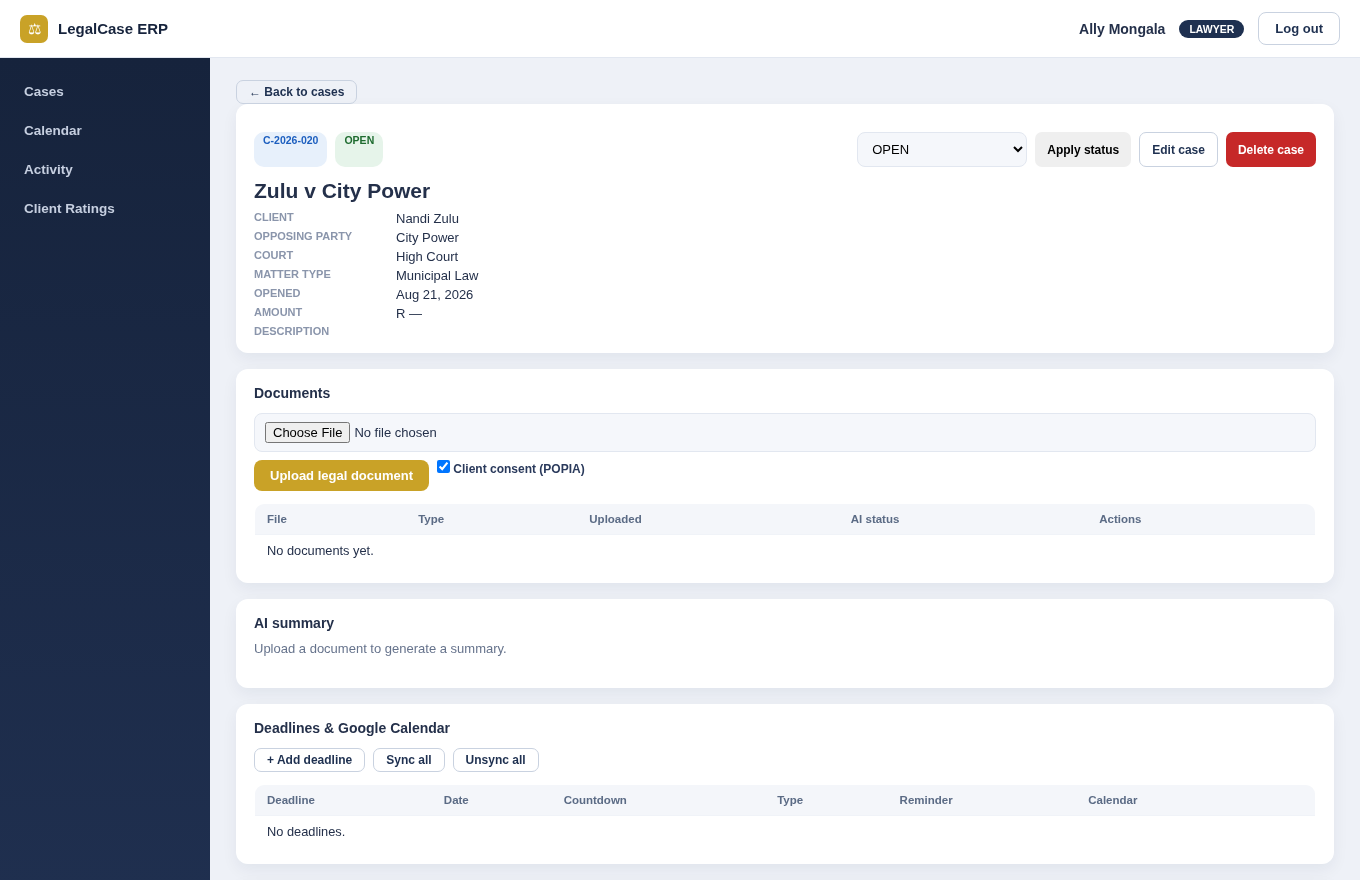 ⚖ LegalCase ERP
Ally Mongala LAWYER Log out
Cases
Calendar
Activity
Client Ratings
← Back to cases
C-2026-020 OPEN
OPEN Apply status Edit case Delete case
Zulu v City Power
CLIENT Nandi Zulu
OPPOSING PARTY City Power
COURT High Court
MATTER TYPE Municipal Law
OPENED Aug 21, 2026
AMOUNT R —
DESCRIPTION
Documents
Choose File No file chosen
Upload legal document Client consent (POPIA)
File Type Uploaded AI status Actions
No documents yet.
AI summary
Upload a document to generate a summary.
Deadlines & Google Calendar
+ Add deadline Sync all Unsync all
Deadline Date Countdown Type Reminder Calendar
No deadlines.